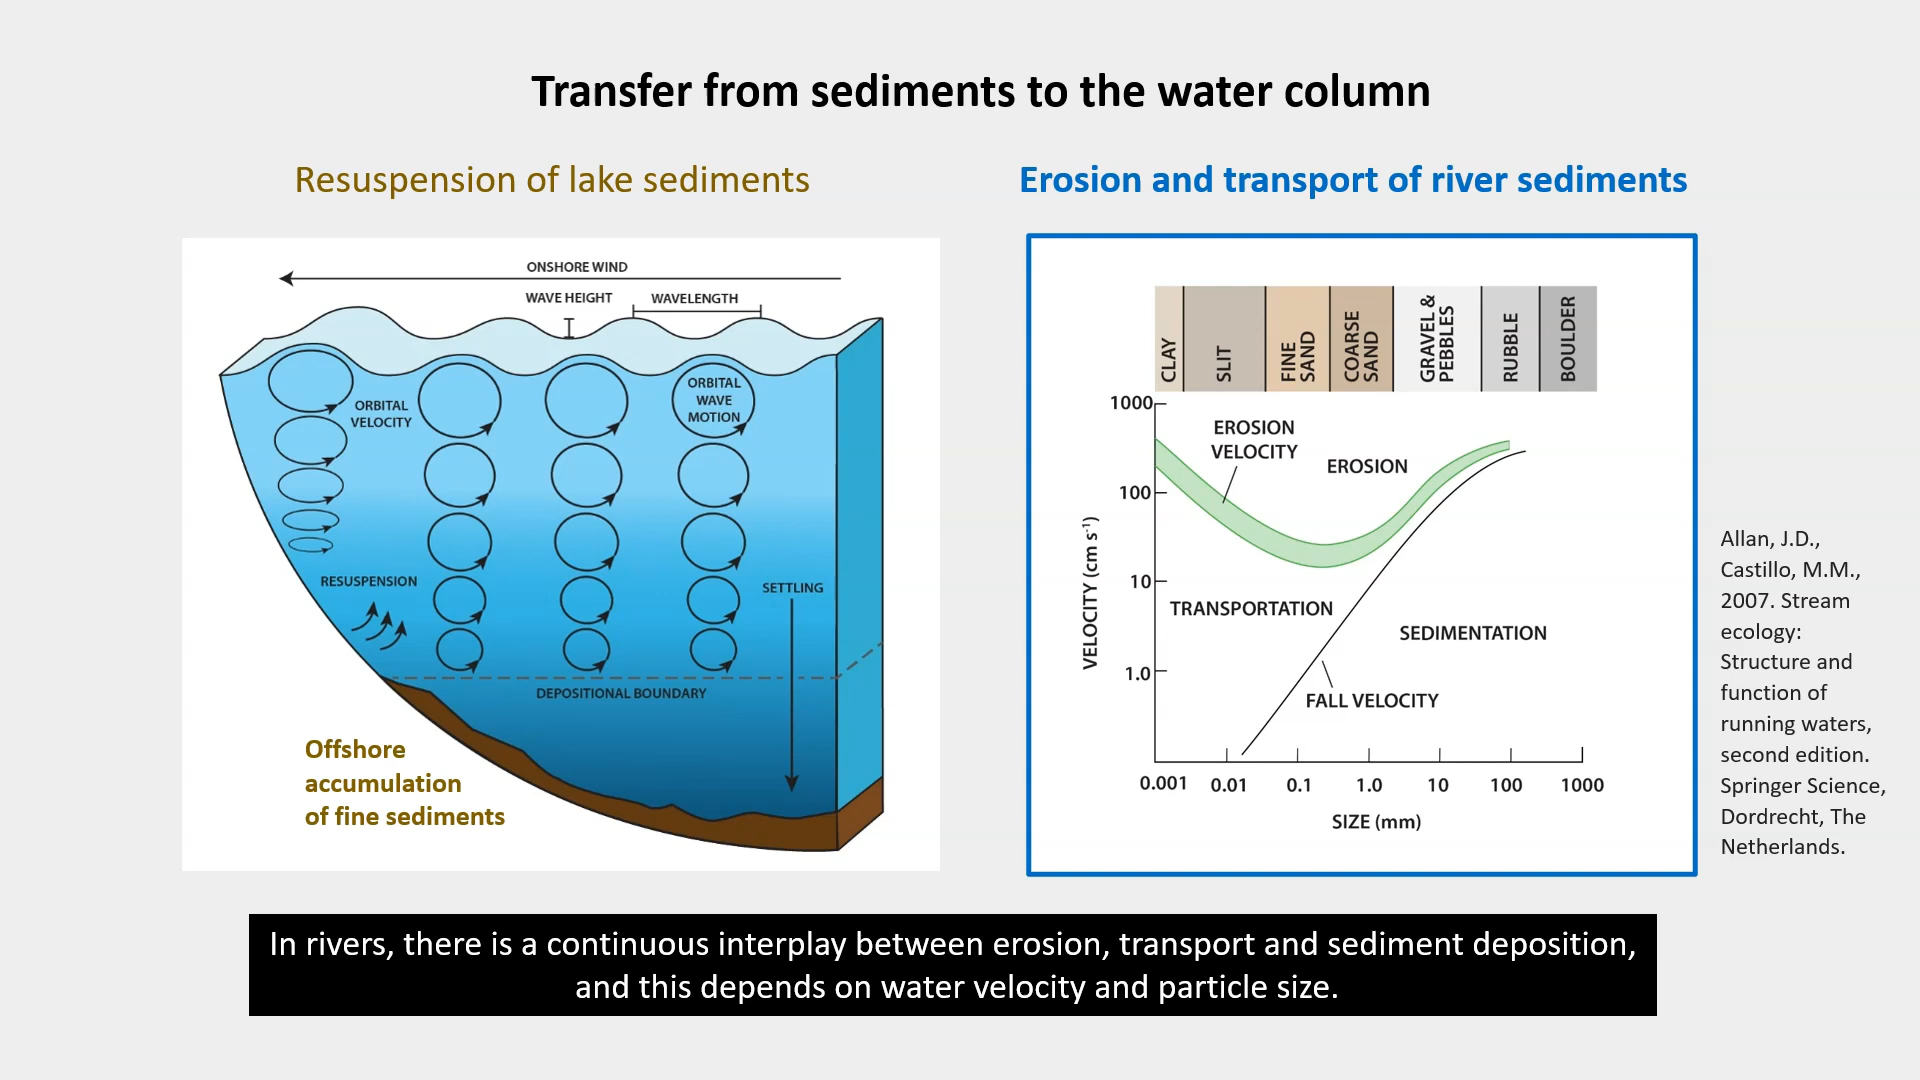 Transfer from sediments to the water column
Resuspension of lake sediments
ONSHORE WIND
WAVE HEIGHT
WAVELENGTH
ORBITAL
VELOCITY
ORBITAL
WAVE
MOTION
RESUSPENSION
SETTLING
DEPOSITIONAL BOUNDARY
Offshore
accumulation
of fine sediments
Erosion and transport of river sediments
CLAY
SLIT
FINE
SAND
COARSE
SAND
GRAVEL &
PEBBLES
RUBBLE
BOULDER
1000
100
10
1.0
VELOCITY (cm s⁻¹)
EROSION
VELOCITY
EROSION
TRANSPORTATION
SEDIMENTATION
FALL VELOCITY
0.001 0.01 0.1 1.0 10 100 1000
SIZE (mm)
Allan, J.D.,
Castillo, M.M.,
2007. Stream
ecology:
Structure and
function of
running waters,
second edition.
Springer Science,
Dordrecht, The
Netherlands.
In rivers, there is a continuous interplay between erosion, transport and sediment deposition,
and this depends on water velocity and particle size.